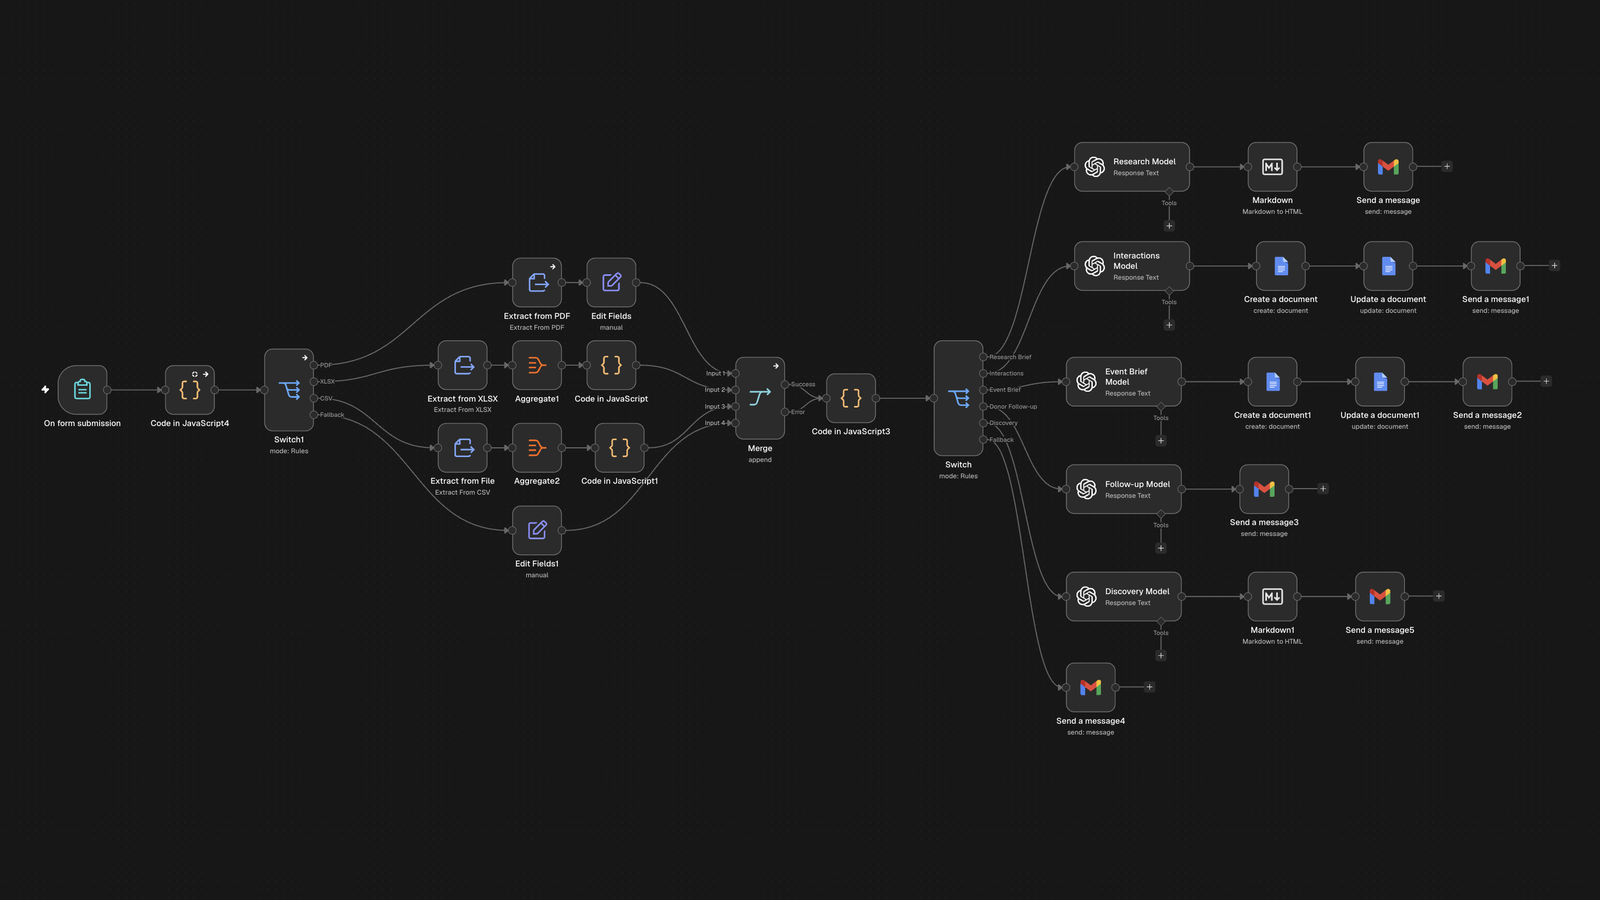 On form submission
Code in JavaScript4
Switch1
mode: Rules
PDF
XLSX
CSV
Fallback
Extract from PDF
Extract From PDF
Edit Fields
manual
Extract from XLSX
Extract From XLSX
Aggregate1
Code in JavaScript
Extract from File
Extract From CSV
Aggregate2
Code in JavaScript1
Edit Fields1
manual
Input 1
Input 2
Input 3
Input 4
Success
Error
Merge
append
Code in JavaScript3
Switch
mode: Rules
Research Brief
Interactions
Event Brief
Donor Follow-up
Discovery
Fallback
Research Model
Response Text
Tools
Markdown
Markdown to HTML
Send a message
send: message
Interactions
Model
Response Text
Tools
Create a document
create: document
Update a document
update: document
Send a message1
send: message
Event Brief
Model
Response Text
Tools
Create a document1
create: document
Update a document1
update: document
Send a message2
send: message
Follow-up Model
Response Text
Tools
Send a message3
send: message
Discovery Model
Response Text
Tools
Markdown1
Markdown to HTML
Send a message5
send: message
Send a message4
send: message